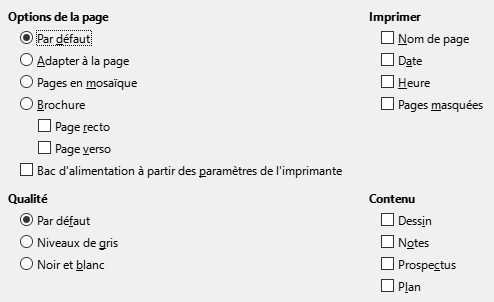 Options de la page
Par défaut
Adapter à la page
Pages en mosaïque
Brochure
Page recto
Page verso
Bac d'alimentation à partir des paramètres de l'imprimante
Imprimer
Nom de page
Date
Heure
Pages masquées
Qualité
Par défaut
Niveaux de gris
Noir et blanc
Contenu
Dessin
Notes
Prospectus
Plan